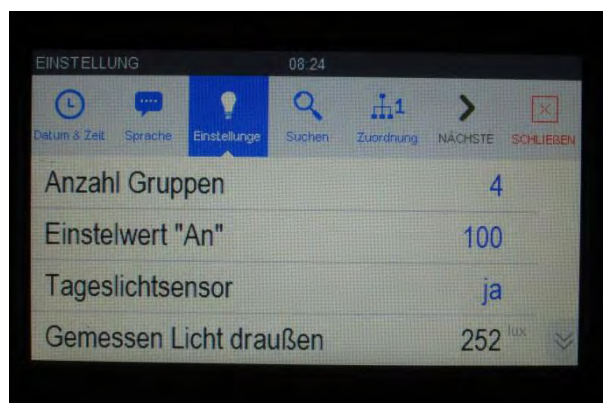 EINSTELLUNG 08:24
Datum & Zeit Sprache Einstellunge Suchen Zuordnung NÄCHSTE SCHLIEßEN
1
Anzahl Gruppen 4
Einstelwert "An" 100
Tageslichtsensor ja
Gemessen Licht draußen 252 lux